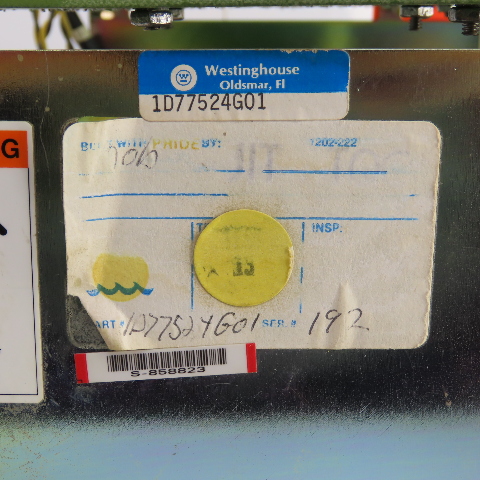 Westinghouse
Oldsmar, Fl
1D77524G01
G
BUILT WITH PRIDE BY:
1202-222
INSP.
PART # 1D77524G01 SER # 192
S-858823